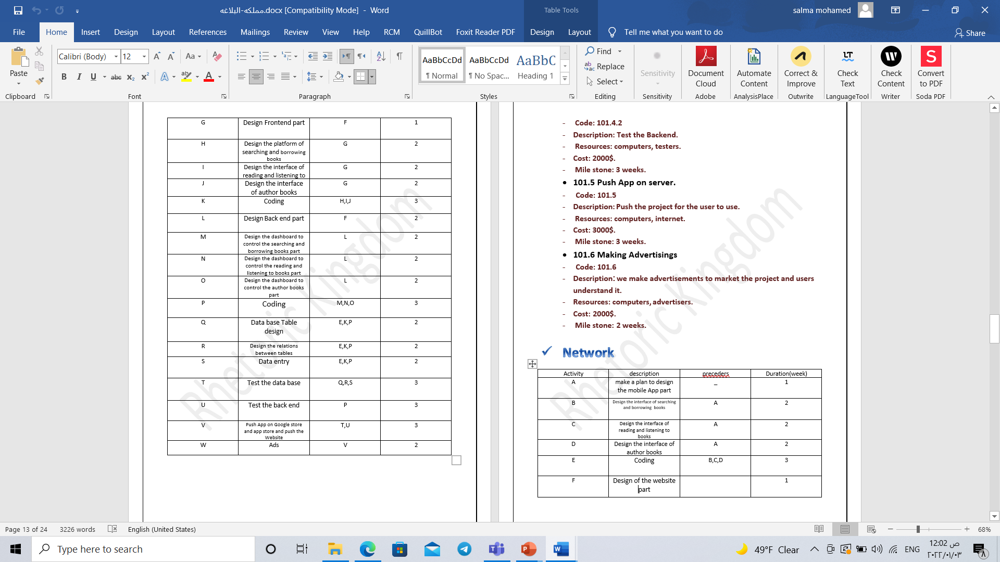 مملكه-البلاغه.docx [Compatibility Mode] - Word
Table Tools
salma mohamed
File Home Insert Design Layout References Mailings Review View Help RCM QuillBot Foxit Reader PDF Design Layout Tell me what you want to do Share
Paste
Clipboard
Calibri (Body) 12
Font
Paragraph
AaBbCcDd AaBbCcDd AaBbC
¶ Normal ¶ No Spac... Heading 1
Styles
Find
Replace
Select
Editing
Sensitivity
Sensitivity
Document Cloud
Adobe
Automate Content
AnalysisPlace
Correct & Improve
Outwrite
Check Text
LanguageTool
Check Content
Writer
Convert to PDF
Soda PDF
G Design Frontend part F 1
H Design the platform of G 2
searching and borrowing
books
I Design the interface of G 2
reading and listening to
J Design the interface G 2
of author books
K Coding H,I,J 3
L Design Back end part F 2
M Design the dashboard to L 2
control the searching and
borrowing books part
N Design the dashboard to L 2
control the reading and
listening to books part
O Design the dashboard to L 2
control the author books
part
P Coding M,N,O 3
Q Data base Table E,K,P 2
design
R Design the relations E,K,P 2
between tables
S Data entry E,K,P 2
T Test the data base Q,R,S 3
U Test the back end P 3
V Push App on Google store T,U 3
and app store and push the
Website
W Ads V 2
Rhetoric Kingdom
- Code: 101.4.2
- Description: Test the Backend.
- Resources: computers, testers.
- Cost: 2000$.
- Mile stone: 3 weeks.
• 101.5 Push App on server.
- Code: 101.5
- Description: Push the project for the user to use.
- Resources: computers, internet.
- Cost: 3000$.
- Mile stone: 3 weeks.
• 101.6 Making Advertisings
- Code: 101.6
- Description: we make advertisements to market the project and users
understand it.
- Resources: computers, advertisers.
- Cost: 2000$.
- Mile stone: 2 weeks.
✓ Network
Activity description preceders Duration(week)
A make a plan to design _ 1
the mobile App part
B Design the interface of searching A 2
and borrowing books
C Design the interface of A 2
reading and listening to
books
D Design the interface of A 2
author books
E Coding B,C,D 3
F Design of the website 1
part
Rhetoric Kingdom
Page 13 of 24 3226 words English (United States) 68%
Type here to search
49°F Clear ENG
12:02 ص
٢٠٢٢/٠١/٠٣